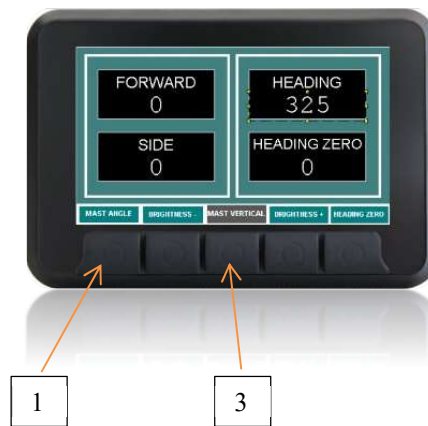 FORWARD
0
HEADING
325
SIDE
0
HEADING ZERO
0
MAST ANGLE
BRIGHTNESS -
MAST VERTICAL
BRIGHTNESS +
HEADING ZERO
1
3